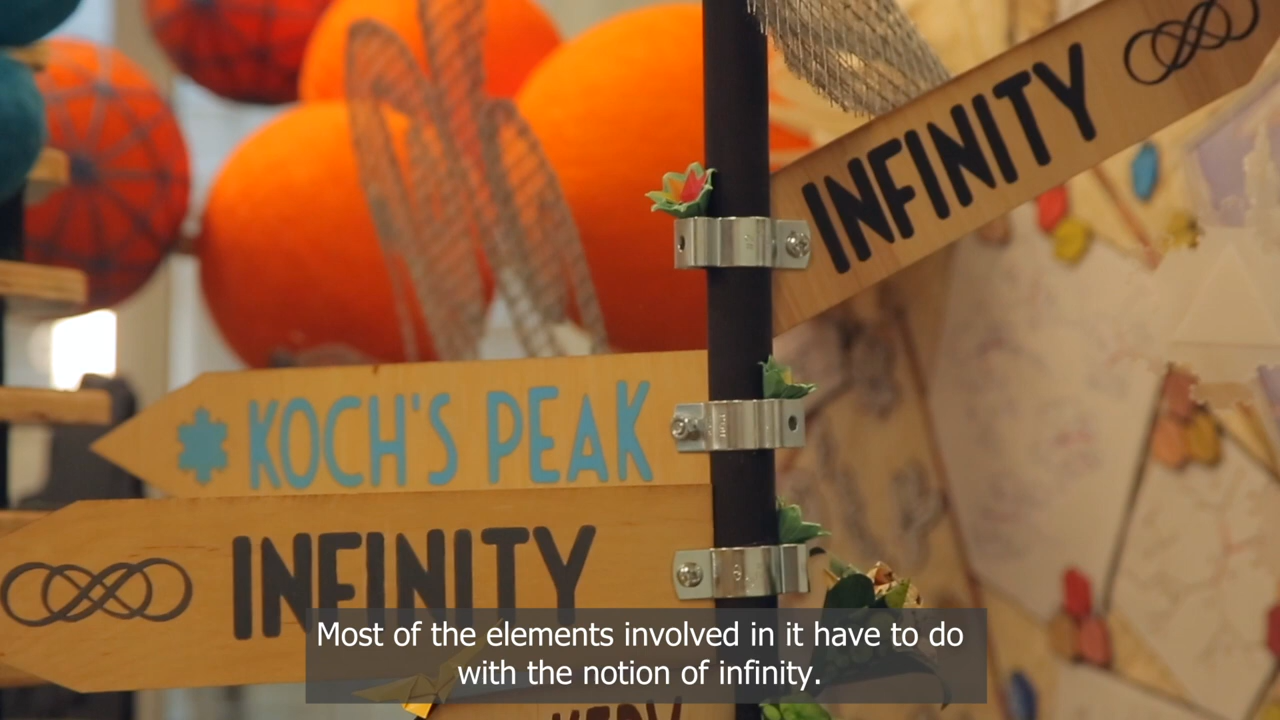 INFINITY
KOCH'S PEAK
INFINITY
Most of the elements involved in it have to do
with the notion of infinity.